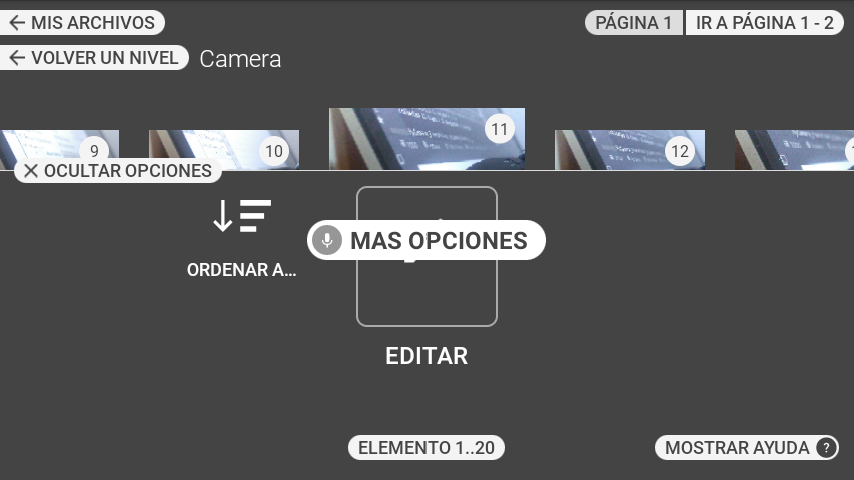 MIS ARCHIVOS
PÁGINA 1
IR A PÁGINA 1 - 2
VOLVER UN NIVEL
Camera
9
10
11
12
OCULTAR OPCIONES
MAS OPCIONES
ORDENAR A...
EDITAR
ELEMENTO 1..20
MOSTRAR AYUDA ?